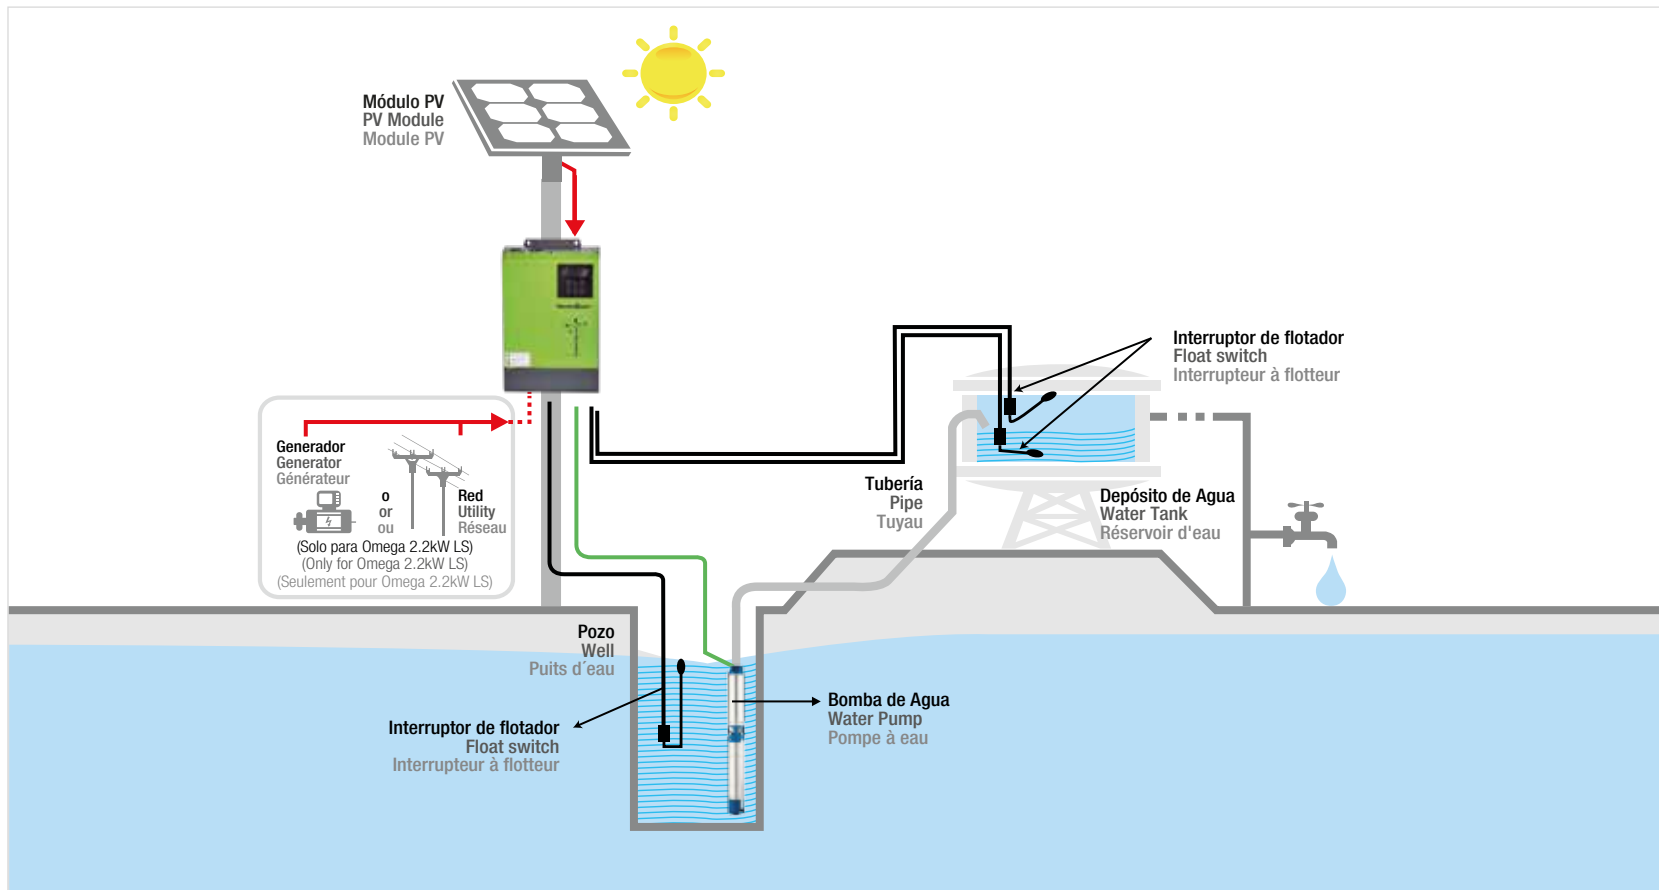 Módulo PV
PV Module
Module PV
Interruptor de flotador
Float switch
Interrupteur à flotteur
Generador
Generator
Générateur
o
or
ou
Red
Utility
Réseau
(Solo para Omega 2.2kW LS)
(Only for Omega 2.2kW LS)
(Seulement pour Omega 2.2kW LS)
Tubería
Pipe
Tuyau
Depósito de Agua
Water Tank
Réservoir d'eau
Pozo
Well
Puits d´eau
Interruptor de flotador
Float switch
Interrupteur à flotteur
Bomba de Agua
Water Pump
Pompe à eau